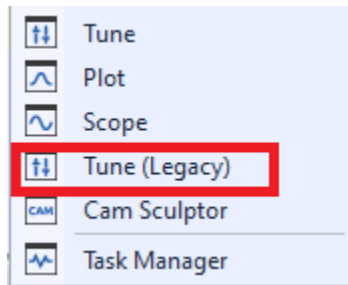 Tune
Plot
Scope
Tune (Legacy)
CAM Cam Sculptor
Task Manager